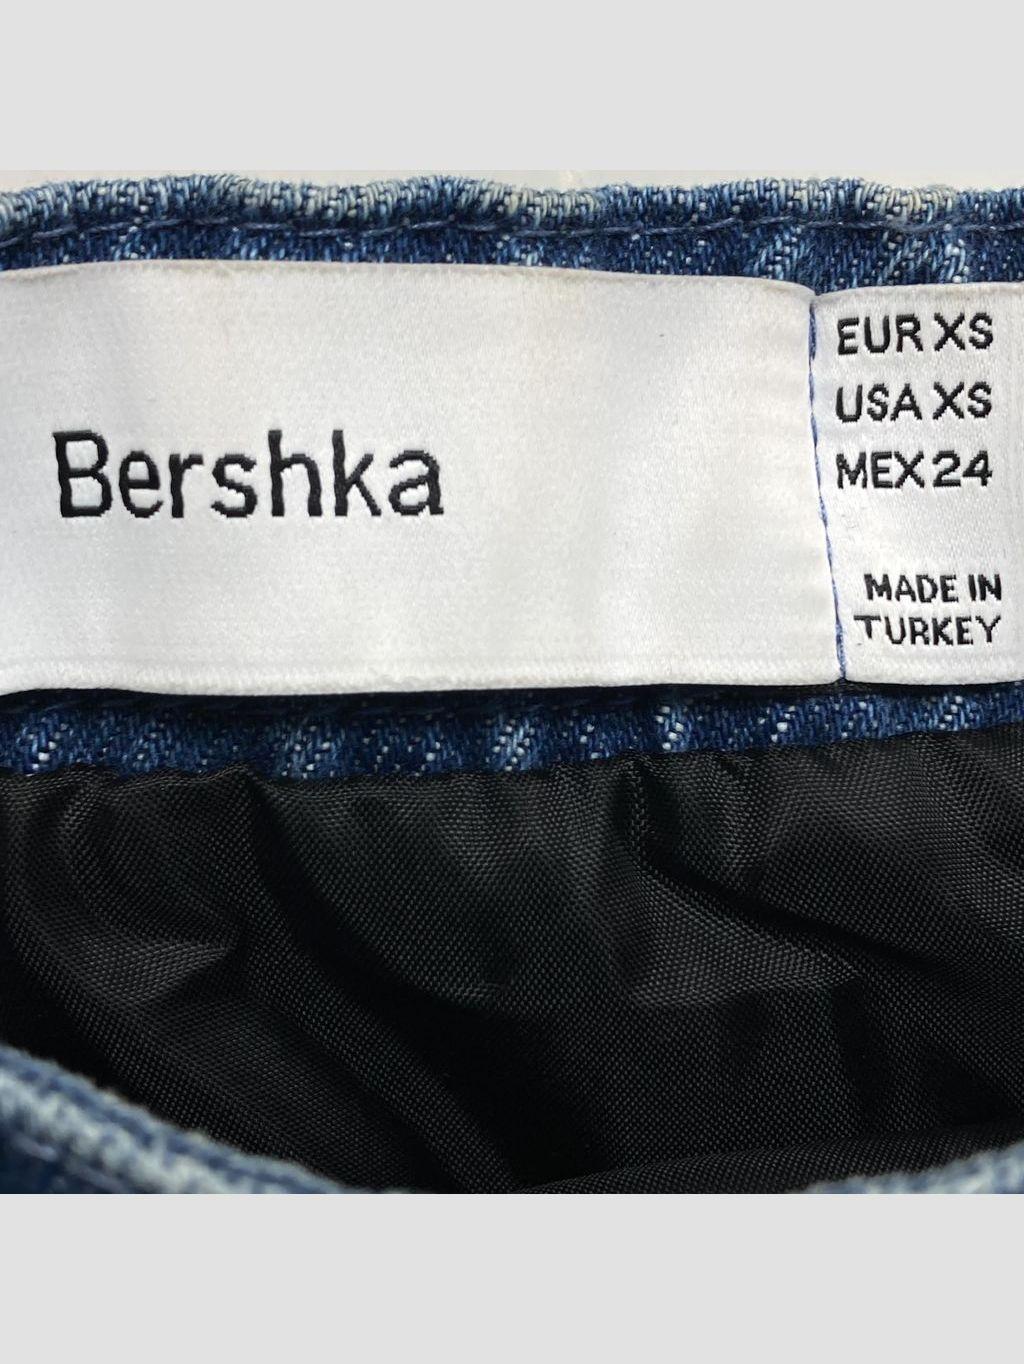 Bershka
EUR XS
USA XS
MEX 24
MADE IN
TURKEY